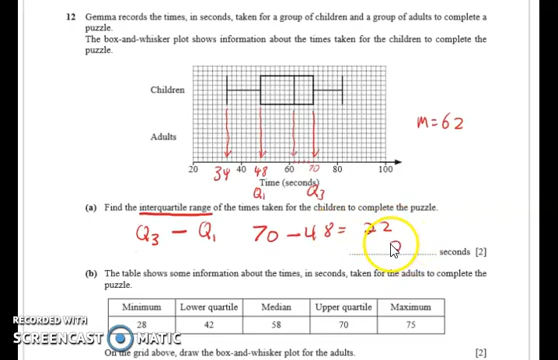 12 Gemma records the times, in seconds, taken for a group of children and a group of adults to complete a
puzzle.
The box-and-whisker plot shows information about the times taken for the children to complete the
puzzle.
Children
m=62
Adults
34 48 70
20 40 60 80 100
Time (seconds)
Q1 Q3
(a) Find the interquartile range of the times taken for the children to complete the puzzle.
Q3 - Q1 70-48= 22
seconds [2]
(b) The table shows some information about the times, in seconds, taken for the adults to complete the
puzzle.
Minimum Lower quartile Median Upper quartile Maximum
28 42 58 70 75
On the grid above, draw the box-and-whisker plot for the adults. [2]
RECORDED WITH
SCREENCAST MATIC